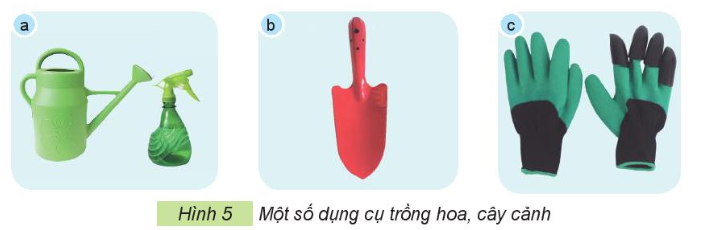 a
b
c
Hình 5 Một số dụng cụ trồng hoa, cây cảnh